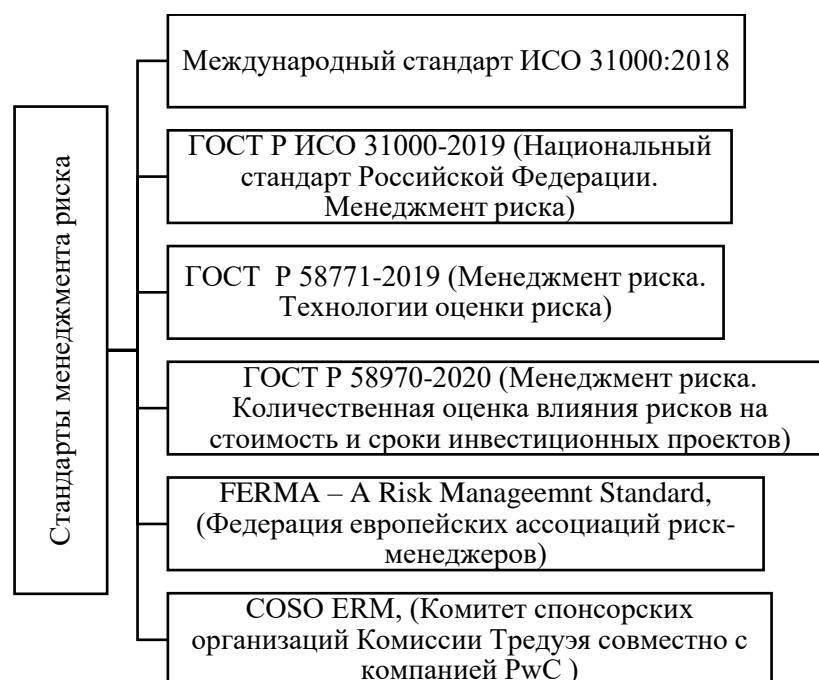 Стандарты менеджмента риска
Международный стандарт ИСО 31000:2018
ГОСТ Р ИСО 31000-2019 (Национальный
стандарт Российской Федерации.
Менеджмент риска)
ГОСТ Р 58771-2019 (Менеджмент риска.
Технологии оценки риска)
ГОСТ Р 58970-2020 (Менеджмент риска.
Количественная оценка влияния рисков на
стоимость и сроки инвестиционных проектов)
FERMA – A Risk Manageemnt Standard,
(Федерация европейских ассоциаций риск-
менеджеров)
COSO ERM, (Комитет спонсорских
организаций Комиссии Тредуэя совместно с
компанией PwC )